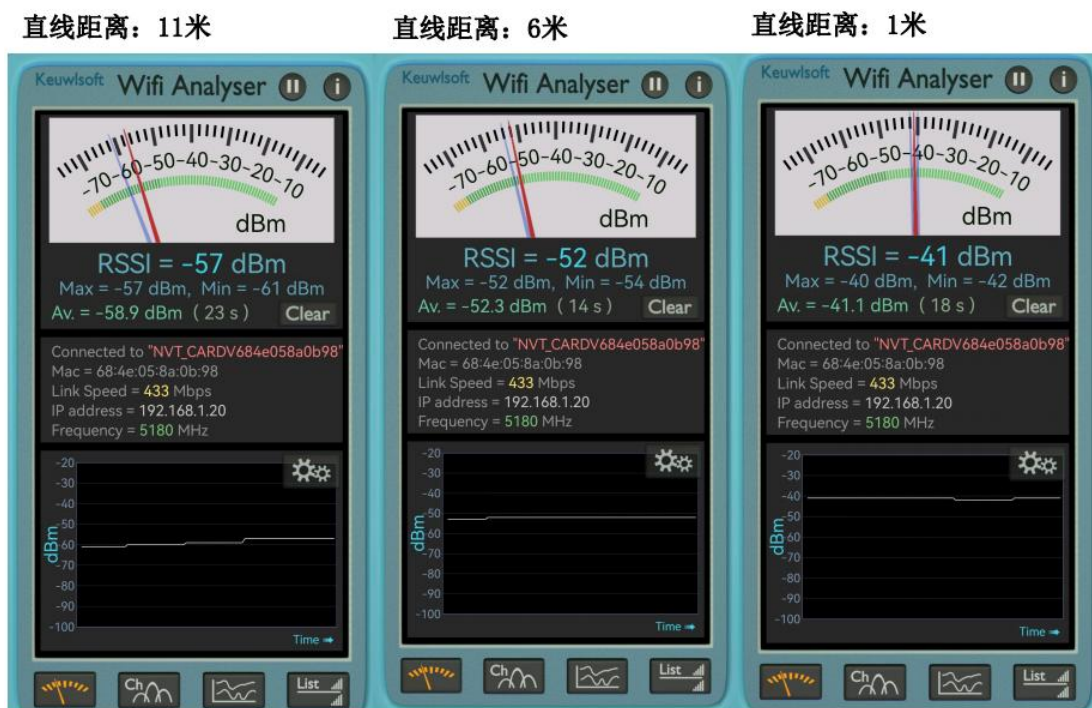 直线距离：11米
Keuwlsoft Wifi Analyser
-70-60-50-40-30-20-10
dBm
RSSI = -57 dBm
Max = -57 dBm, Min = -61 dBm
Av. = -58.9 dBm ( 23 s ) Clear
Connected to "NVT_CARDV684e058a0b98"
Mac = 68:4e:05:8a:0b:98
Link Speed = 433 Mbps
IP address = 192.168.1.20
Frequency = 5180 MHz
-20
-30
-40
-50
-60
-70
-80
-90
-100
dBm
Time
Ch
List
直线距离：6米
Keuwlsoft Wifi Analyser
-70-60-50-40-30-20-10
dBm
RSSI = -52 dBm
Max = -52 dBm, Min = -54 dBm
Av. = -52.3 dBm ( 14 s ) Clear
Connected to "NVT_CARDV684e058a0b98"
Mac = 68:4e:05:8a:0b:98
Link Speed = 433 Mbps
IP address = 192.168.1.20
Frequency = 5180 MHz
-20
-30
-40
-50
-60
-70
-80
-90
-100
dBm
Time
Ch
List
直线距离：1米
Keuwlsoft Wifi Analyser
-70-60-50-40-30-20-10
dBm
RSSI = -41 dBm
Max = -40 dBm, Min = -42 dBm
Av. = -41.1 dBm ( 18 s ) Clear
Connected to "NVT_CARDV684e058a0b98"
Mac = 68:4e:05:8a:0b:98
Link Speed = 433 Mbps
IP address = 192.168.1.20
Frequency = 5180 MHz
-20
-30
-40
-50
-60
-70
-80
-90
-100
dBm
Time
Ch
List